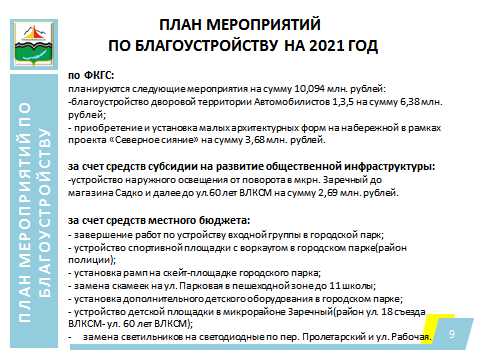 ПЛАН МЕРОПРИЯТИЙ
ПО БЛАГОУСТРОЙСТВУ НА 2021 ГОД
ПЛАН МЕРОПРИЯТИЙ ПО
БЛАГОУСТРОЙСТВУ
по ФКГС:
планируются следующие мероприятия на сумму 10,094 млн. рублей:
-благоустройство дворовой территории Автомобилистов 1,3,5 на сумму 6,38 млн.
рублей;
- приобретение и установка малых архитектурных форм на набережной в рамках
проекта «Северное сияние» на сумму 3,68 млн. рублей.
за счет средств субсидии на развитие общественной инфраструктуры:
-устройство наружного освещения от поворота в мкрн. Заречный до
магазина Садко и далее до ул.60 лет ВЛКСМ на сумму 2,69 млн. рублей.
за счет средств местного бюджета:
- завершение работ по устройству входной группы в городской парк;
- устройство спортивной площадки с воркаутом в городском парке(район
полиции);
- установка рамп на скейт-площадке городского парка;
- замена скамеек на ул. Парковая в пешеходной зоне до 11 школы;
- установка дополнительного детского оборудования в городском парке;
- устройство детской площадки в микрорайоне Заречный(район ул. 18 съезда
ВЛКСМ- ул. 60 лет ВЛКСМ);
- замена светильников на светодиодные по пер. Пролетарский и ул. Рабочая.
9